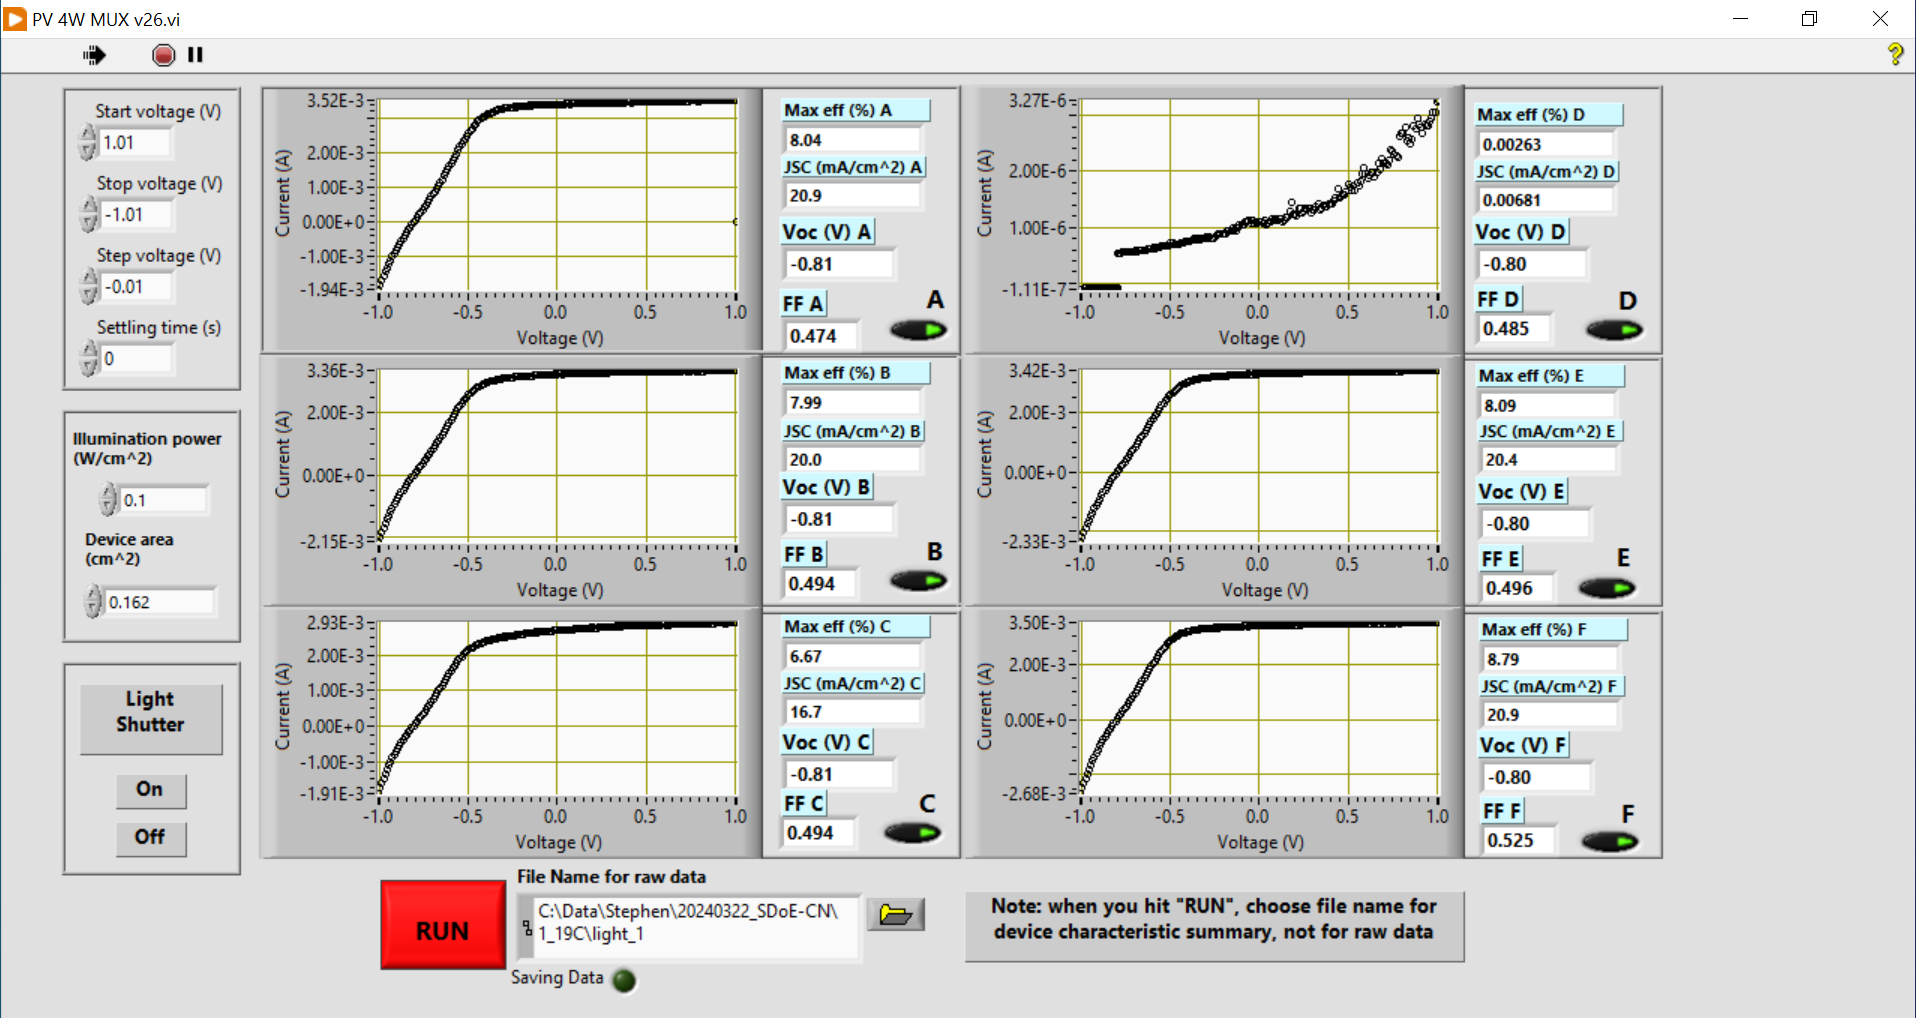 PV 4W MUX v26.vi
Start voltage (V)
1.01
Stop voltage (V)
-1.01
Step voltage (V)
-0.01
Settling time (s)
0
Illumination power
(W/cm^2)
0.1
Device area
(cm^2)
0.162
Light
Shutter
On
Off
3.52E-3
2.00E-3
1.00E-3
0.00E+0
-1.00E-3
-1.94E-3
Current (A)
-1.0 -0.5 0.0 0.5 1.0
Voltage (V)
Max eff (%) A
8.04
JSC (mA/cm^2) A
20.9
Voc (V) A
-0.81
FF A
0.474
A
3.27E-6
2.00E-6
1.00E-6
-1.11E-7
Current (A)
-1.0 -0.5 0.0 0.5 1.0
Voltage (V)
Max eff (%) D
0.00263
JSC (mA/cm^2) D
0.00681
Voc (V) D
-0.80
FF D
0.485
D
3.36E-3
2.00E-3
0.00E+0
-2.15E-3
Current (A)
-1.0 -0.5 0.0 0.5 1.0
Voltage (V)
Max eff (%) B
7.99
JSC (mA/cm^2) B
20.0
Voc (V) B
-0.81
FF B
0.494
B
3.42E-3
2.00E-3
0.00E+0
-2.33E-3
Current (A)
-1.0 -0.5 0.0 0.5 1.0
Voltage (V)
Max eff (%) E
8.09
JSC (mA/cm^2) E
20.4
Voc (V) E
-0.80
FF E
0.496
E
2.93E-3
2.00E-3
1.00E-3
0.00E+0
-1.00E-3
-1.91E-3
Current (A)
-1.0 -0.5 0.0 0.5 1.0
Voltage (V)
Max eff (%) C
6.67
JSC (mA/cm^2) C
16.7
Voc (V) C
-0.81
FF C
0.494
C
3.50E-3
2.00E-3
0.00E+0
-2.68E-3
Current (A)
-1.0 -0.5 0.0 0.5 1.0
Voltage (V)
Max eff (%) F
8.79
JSC (mA/cm^2) F
20.9
Voc (V) F
-0.80
FF F
0.525
F
RUN
File Name for raw data
C:\Data\Stephen\20240322_SDoE-CN\
1_19C\light_1
Saving Data
Note: when you hit "RUN", choose file name for
device characteristic summary, not for raw data